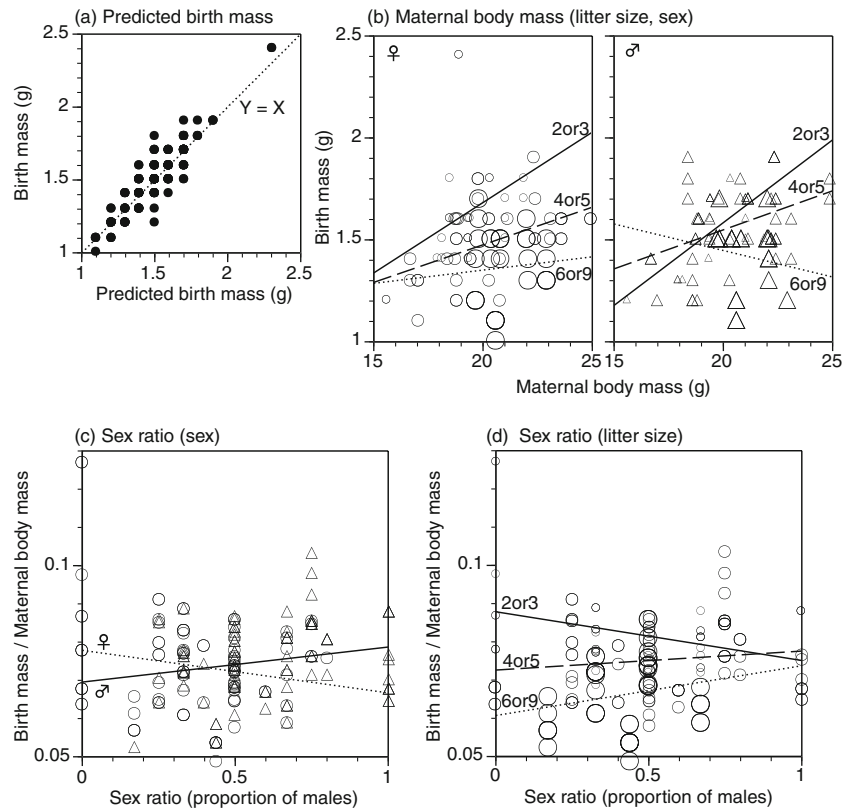 (a) Predicted birth mass
2.5
2
1.5
1
Birth mass (g)
Y = X
1 1.5 2 2.5
Predicted birth mass (g)
(b) Maternal body mass (litter size, sex)
2.5
2
1.5
1
Birth mass (g)
♀
2or3
4or5
6or9
15 20 25
♂
2or3
4or5
6or9
15 20 25
Maternal body mass (g)
(c) Sex ratio (sex)
Birth mass / Maternal body mass
0.1
0.05
♀
♂
0 0.5 1
Sex ratio (proportion of males)
(d) Sex ratio (litter size)
Birth mass / Maternal body mass
0.1
0.05
2or3
4or5
6or9
0 0.5 1
Sex ratio (proportion of males)